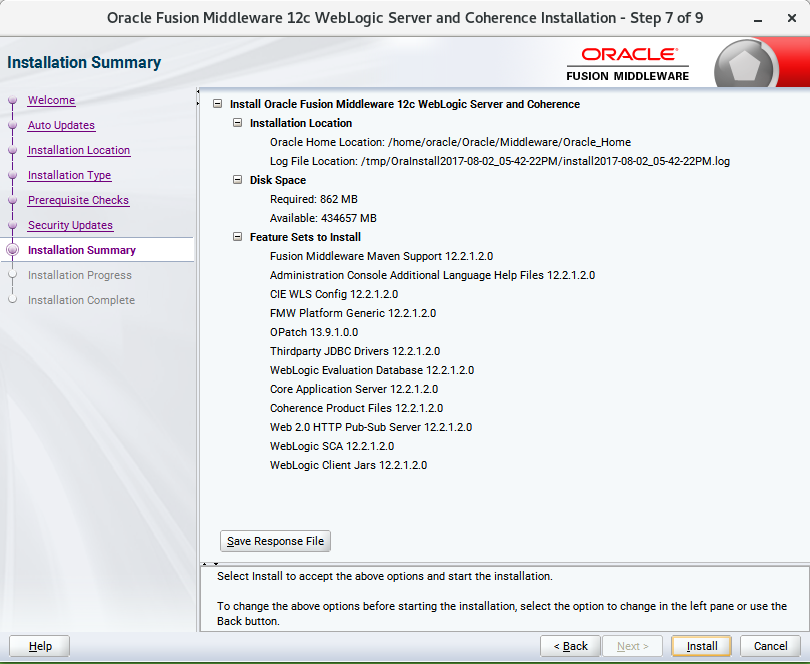 Oracle Fusion Middleware 12c WebLogic Server and Coherence Installation - Step 7 of 9
Installation Summary
ORACLE
FUSION MIDDLEWARE
Welcome
Auto Updates
Installation Location
Installation Type
Prerequisite Checks
Security Updates
Installation Summary
Installation Progress
Installation Complete
Install Oracle Fusion Middleware 12c WebLogic Server and Coherence
Installation Location
Oracle Home Location: /home/oracle/Oracle/Middleware/Oracle_Home
Log File Location: /tmp/OraInstall2017-08-02_05-42-22PM/install2017-08-02_05-42-22PM.log
Disk Space
Required: 862 MB
Available: 434657 MB
Feature Sets to Install
Fusion Middleware Maven Support 12.2.1.2.0
Administration Console Additional Language Help Files 12.2.1.2.0
CIE WLS Config 12.2.1.2.0
FMW Platform Generic 12.2.1.2.0
OPatch 13.9.1.0.0
Thirdparty JDBC Drivers 12.2.1.2.0
WebLogic Evaluation Database 12.2.1.2.0
Core Application Server 12.2.1.2.0
Coherence Product Files 12.2.1.2.0
Web 2.0 HTTP Pub-Sub Server 12.2.1.2.0
WebLogic SCA 12.2.1.2.0
WebLogic Client Jars 12.2.1.2.0
Save Response File
Select Install to accept the above options and start the installation.
To change the above options before starting the installation, select the option to change in the left pane or use the
Back button.
Help
< Back
Next >
Install
Cancel